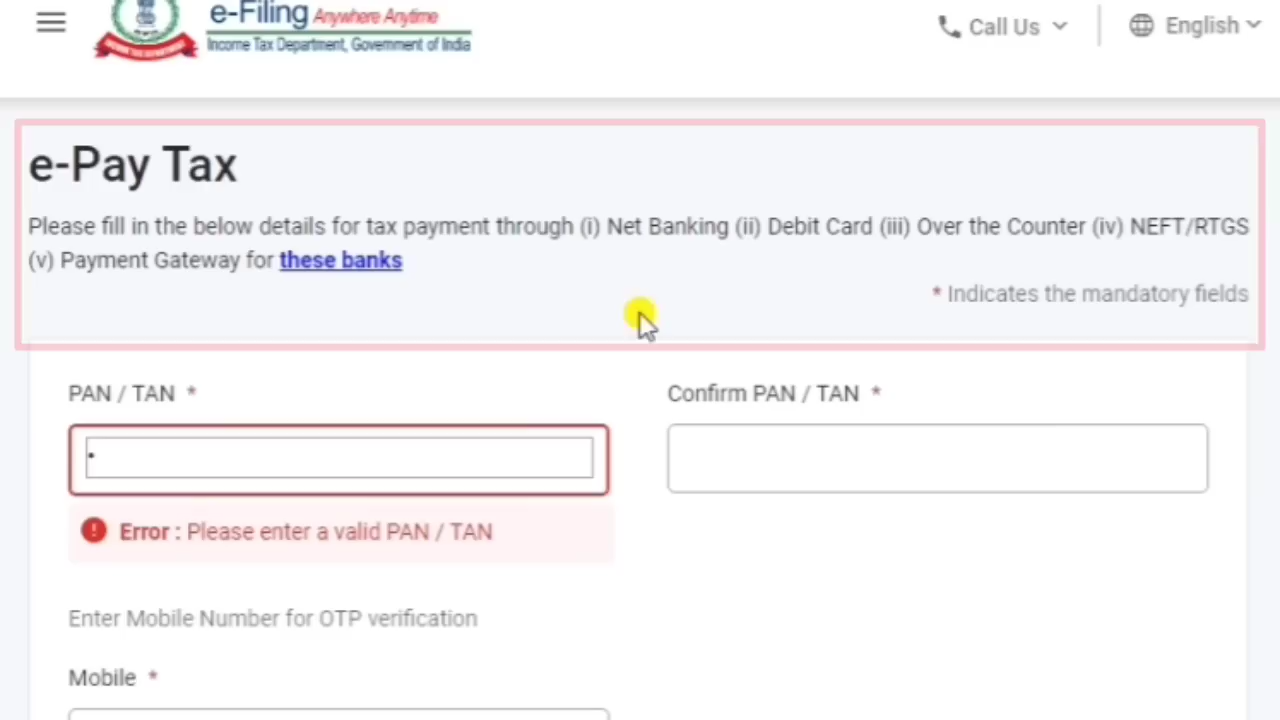 e-Filing Anywhere Anytime
Income Tax Department, Government of India
Call Us
English
e-Pay Tax
Please fill in the below details for tax payment through (i) Net Banking (ii) Debit Card (iii) Over the Counter (iv) NEFT/RTGS
(v) Payment Gateway for these banks
* Indicates the mandatory fields
PAN / TAN *
Confirm PAN / TAN *
•
Error : Please enter a valid PAN / TAN
Enter Mobile Number for OTP verification
Mobile *